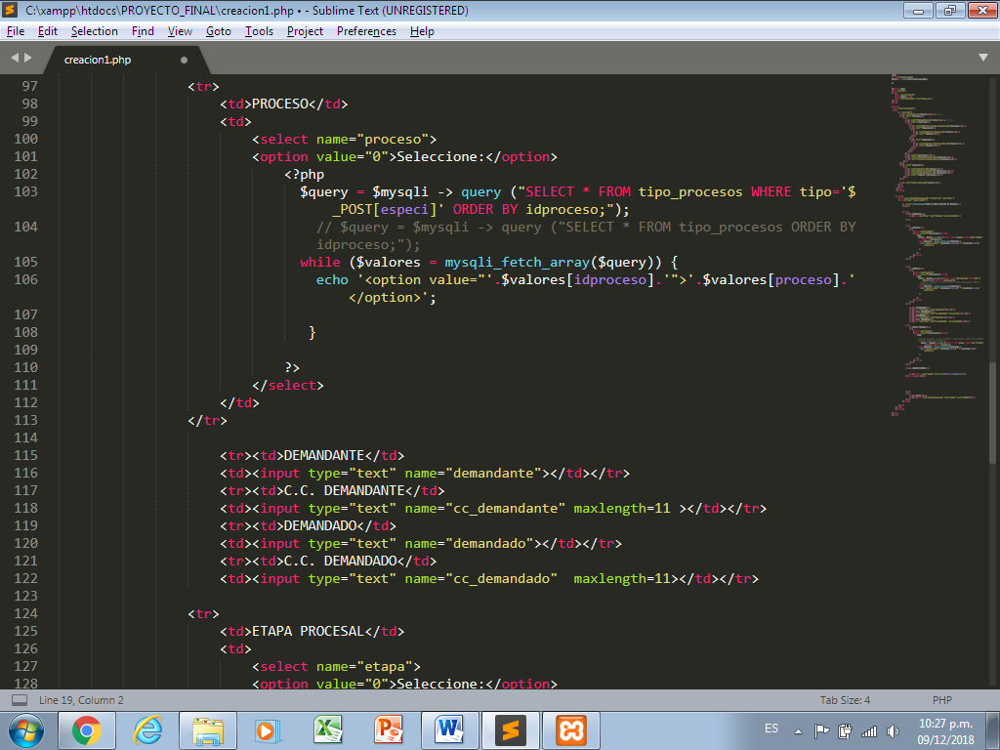 C:\xampp\htdocs\PROYECTO_FINAL\creacion1.php • - Sublime Text (UNREGISTERED)
File Edit Selection Find View Goto Tools Project Preferences Help
creacion1.php
97 <tr>
98 <td>PROCESO</td>
99 <td>
100 <select name="proceso">
101 <option value="0">Seleccione:</option>
102 <?php
103 $query = $mysqli -> query ("SELECT * FROM tipo_procesos WHERE tipo='$
_POST[especi]' ORDER BY idproceso;");
104 // $query = $mysqli -> query ("SELECT * FROM tipo_procesos ORDER BY
idproceso;");
105 while ($valores = mysqli_fetch_array($query)) {
106 echo '<option value="'.$valores[idproceso].'">'.$valores[proceso].'
</option>';
107
108 }
109
110 ?>
111 </select>
112 </td>
113 </tr>
114
115 <tr><td>DEMANDANTE</td>
116 <td><input type="text" name="demandante"></td></tr>
117 <tr><td>C.C. DEMANDANTE</td>
118 <td><input type="text" name="cc_demandante" maxlength=11 ></td></tr>
119 <tr><td>DEMANDADO</td>
120 <td><input type="text" name="demandado"></td></tr>
121 <tr><td>C.C. DEMANDADO</td>
122 <td><input type="text" name="cc_demandado"  maxlength=11></td></tr>
123
124 <tr>
125 <td>ETAPA PROCESAL</td>
126 <td>
127 <select name="etapa">
128 <option value="0">Seleccione:</option>
Line 19, Column 2 Tab Size: 4 PHP
ES 10:27 p.m.
09/12/2018